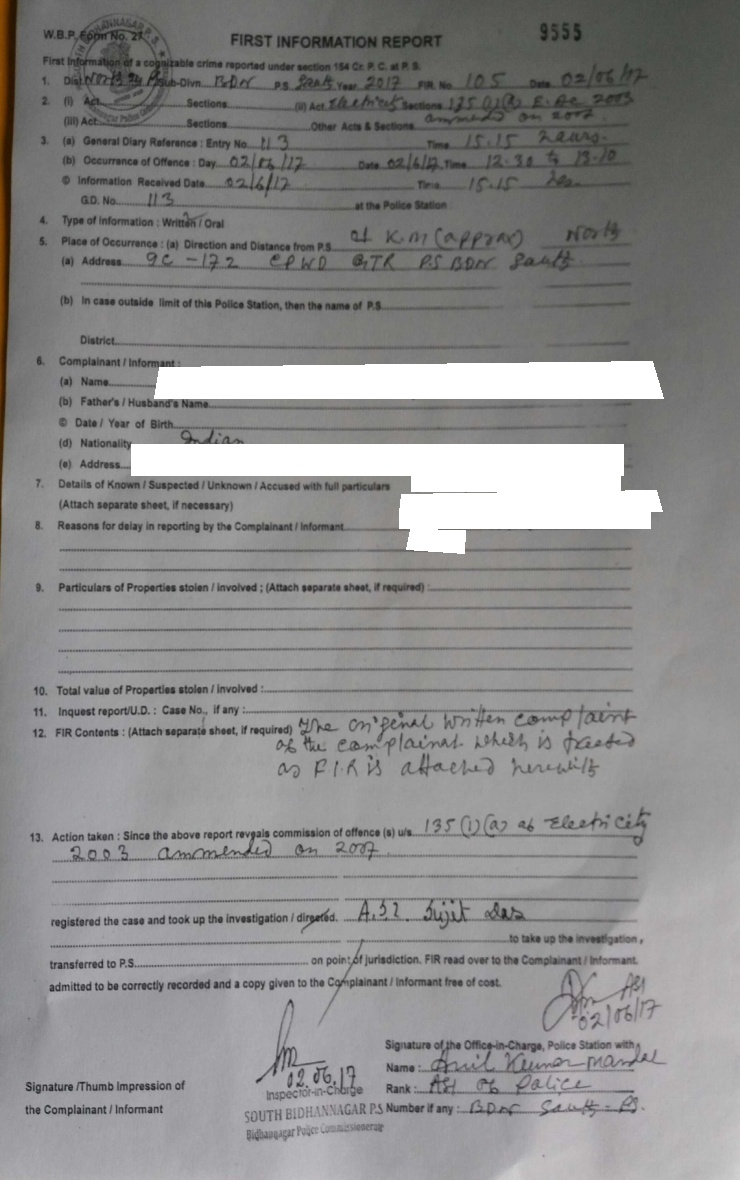 W.B.P. Form No. 27
9555
FIRST INFORMATION REPORT
First Information of a cognizable crime reported under section 154 Cr. P. C. at P. S.
1. Dist North 24 Sub-Divn. BDN P.S. South Year 2017 FIR. No. 105 Date 02/06/17
2. (i) Act Sections (ii) Act Electricity Sections 135 (1)(a) E. Ac 2003
(iii) Act Sections Other Acts & Sections ammended on 2007
3. (a) General Diary Reference : Entry No. 113 Time 15.15 hours.
(b) Occurrence of Offence : Day 02/06/17 Date 02/6/17 Time 12.30 to 13.10
© Information Received Date 02/6/17 Time 15.15 hrs.
G.D. No. 113 at the Police Station
4. Type of Information : Written / Oral
5. Place of Occurrence : (a) Direction and Distance from P.S. 01 KM (approx) North
(a) Address 9C - 172 CPWD QTR PS BDN South
(b) In case outside limit of this Police Station, then the name of P.S
District
6. Complainant / Informant :
(a) Name
(b) Father's / Husband's Name
© Date / Year of Birth
(d) Nationality Indian
(e) Address
7. Details of Known / Suspected / Unknown / Accused with full particulars
(Attach separate sheet, if necessary)
8. Reasons for delay in reporting by the Complainant / Informant
9. Particulars of Properties stolen / involved ; (Attach separate sheet, if required) :
10. Total value of Properties stolen / involved :
11. Inquest report/U.D. : Case No., if any :
12. FIR Contents : (Attach separate sheet, if required) The original written complaint
of the complainat which is treated
as F.I.R is attached herewith
13. Action taken : Since the above report reveals commission of offence (s) u/s. 135 (1)(a) of Electricity
2003 ammended on 2007
registered the case and took up the investigation / directed. A.S.I. Sujit Das
to take up the investigation,
transferred to P.S. on point of jurisdiction. FIR read over to the Complainant / Informant.
admitted to be correctly recorded and a copy given to the Complainant / Informant free of cost.
ASI
02/06/17
Signature of the Office-in-Charge, Police Station with
02.06.17
Name : Anil Kumar Mandal
Inspector-in-Charge
Rank : ASI of Police
Signature /Thumb Impression of
the Complainant / Informant
SOUTH BIDHANNAGAR P.S
Number if any : BDN South - PS.
Bidhannagar Police Commissionerate